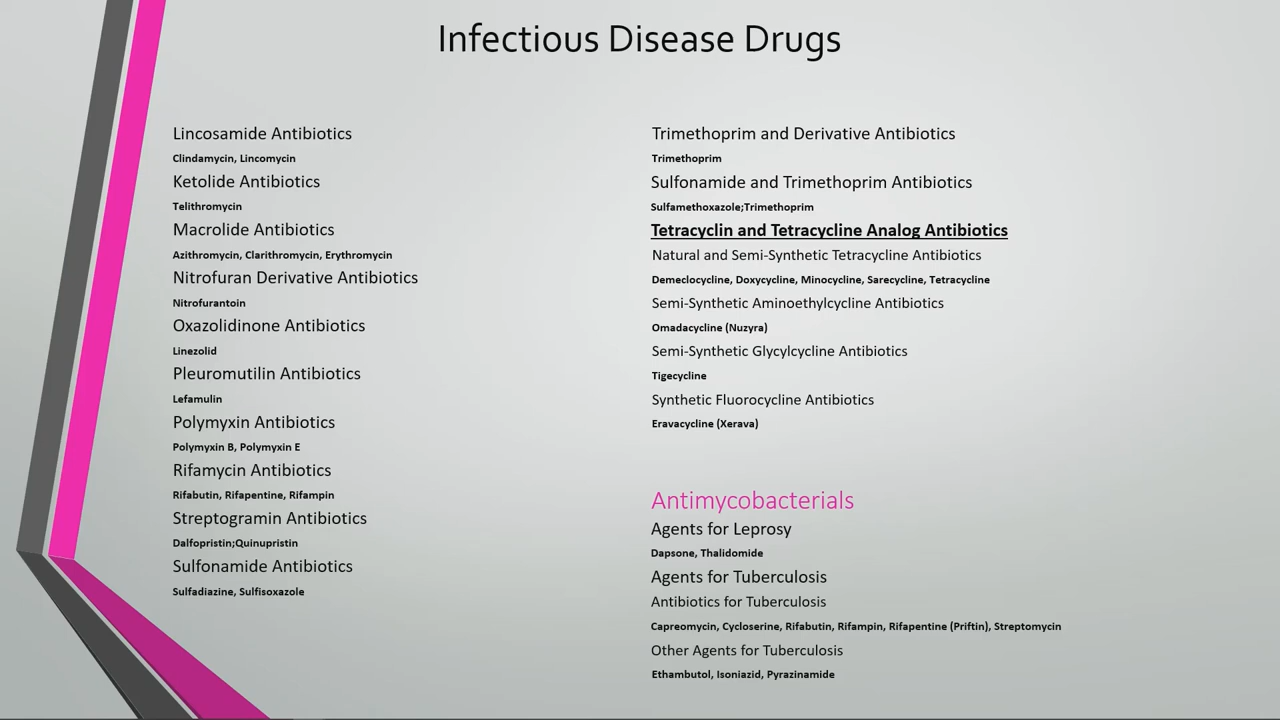 Infectious Disease Drugs
Lincosamide Antibiotics
Clindamycin, Lincomycin
Ketolide Antibiotics
Telithromycin
Macrolide Antibiotics
Azithromycin, Clarithromycin, Erythromycin
Nitrofuran Derivative Antibiotics
Nitrofurantoin
Oxazolidinone Antibiotics
Linezolid
Pleuromutilin Antibiotics
Lefamulin
Polymyxin Antibiotics
Polymyxin B, Polymyxin E
Rifamycin Antibiotics
Rifabutin, Rifapentine, Rifampin
Streptogramin Antibiotics
Dalfopristin;Quinupristin
Sulfonamide Antibiotics
Sulfadiazine, Sulfisoxazole
Trimethoprim and Derivative Antibiotics
Trimethoprim
Sulfonamide and Trimethoprim Antibiotics
Sulfamethoxazole;Trimethoprim
Tetracyclin and Tetracycline Analog Antibiotics
Natural and Semi-Synthetic Tetracycline Antibiotics
Demeclocycline, Doxycycline, Minocycline, Sarecycline, Tetracycline
Semi-Synthetic Aminoethylcycline Antibiotics
Omadacycline (Nuzyra)
Semi-Synthetic Glycylcycline Antibiotics
Tigecycline
Synthetic Fluorocycline Antibiotics
Eravacycline (Xerava)
Antimycobacterials
Agents for Leprosy
Dapsone, Thalidomide
Agents for Tuberculosis
Antibiotics for Tuberculosis
Capreomycin, Cycloserine, Rifabutin, Rifampin, Rifapentine (Priftin), Streptomycin
Other Agents for Tuberculosis
Ethambutol, Isoniazid, Pyrazinamide